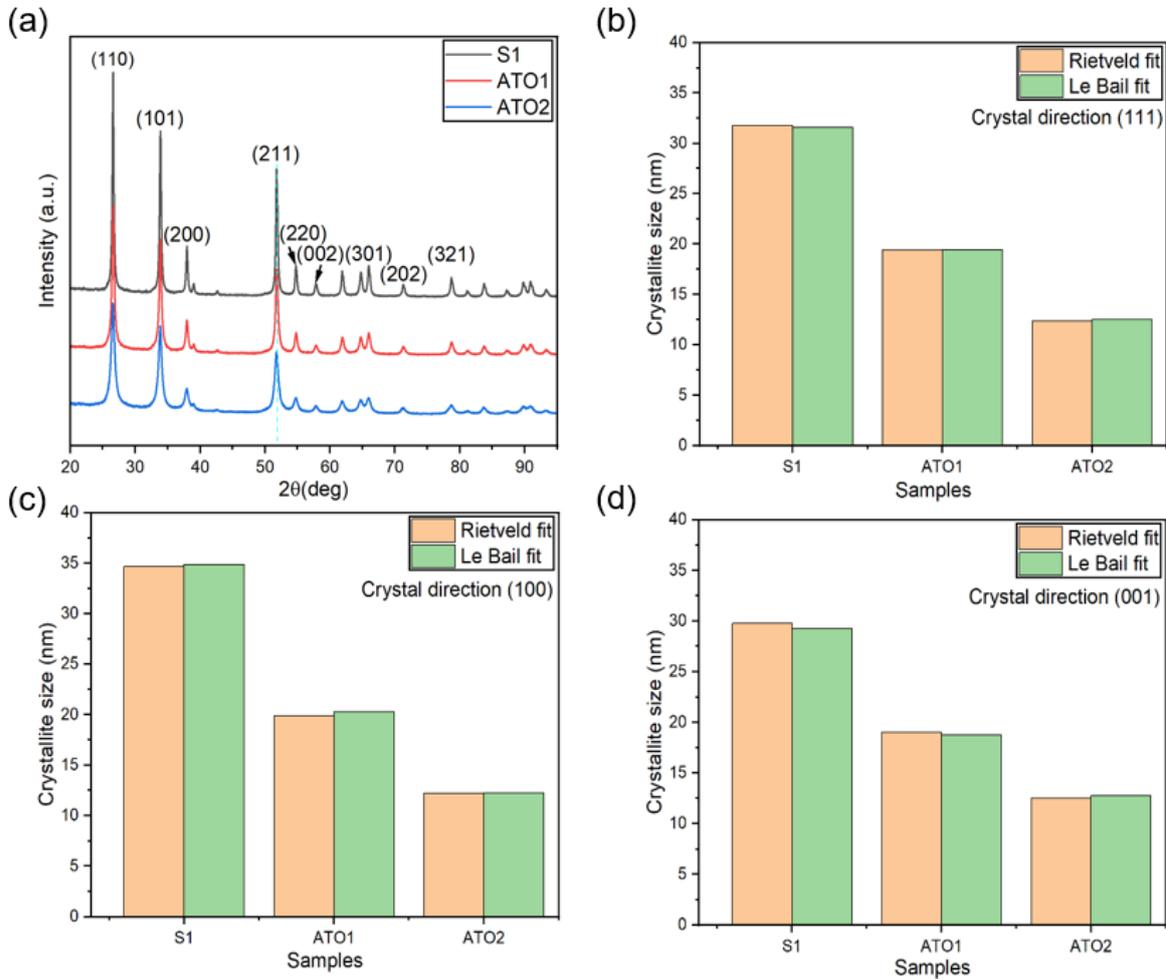 (a)
S1
ATO1
ATO2
(110)
(101)
(200)
(211)
(220)
(002)
(301)
(202)
(321)
Intensity (a.u.)
20 30 40 50 60 70 80 90
2θ(deg)
(b)
Rietveld fit
Le Bail fit
Crystal direction (111)
Crystallite size (nm)
40
35
30
25
20
15
10
5
0
S1 ATO1 ATO2
Samples
(c)
Rietveld fit
Le Bail fit
Crystal direction (100)
Crystallite size (nm)
40
35
30
25
20
15
10
5
0
S1 ATO1 ATO2
Samples
(d)
Rietveld fit
Le Bail fit
Crystal direction (001)
Crystallite size (nm)
40
35
30
25
20
15
10
5
0
S1 ATO1 ATO2
Samples